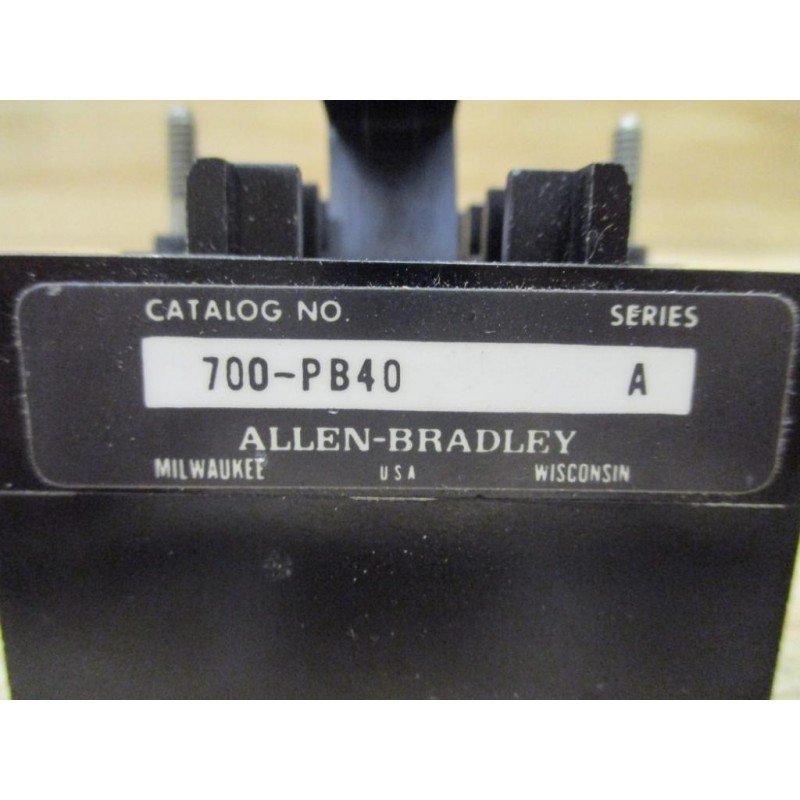 CATALOG NO. SERIES
700-PB40 A
ALLEN-BRADLEY
MILWAUKEE USA WISCONSIN